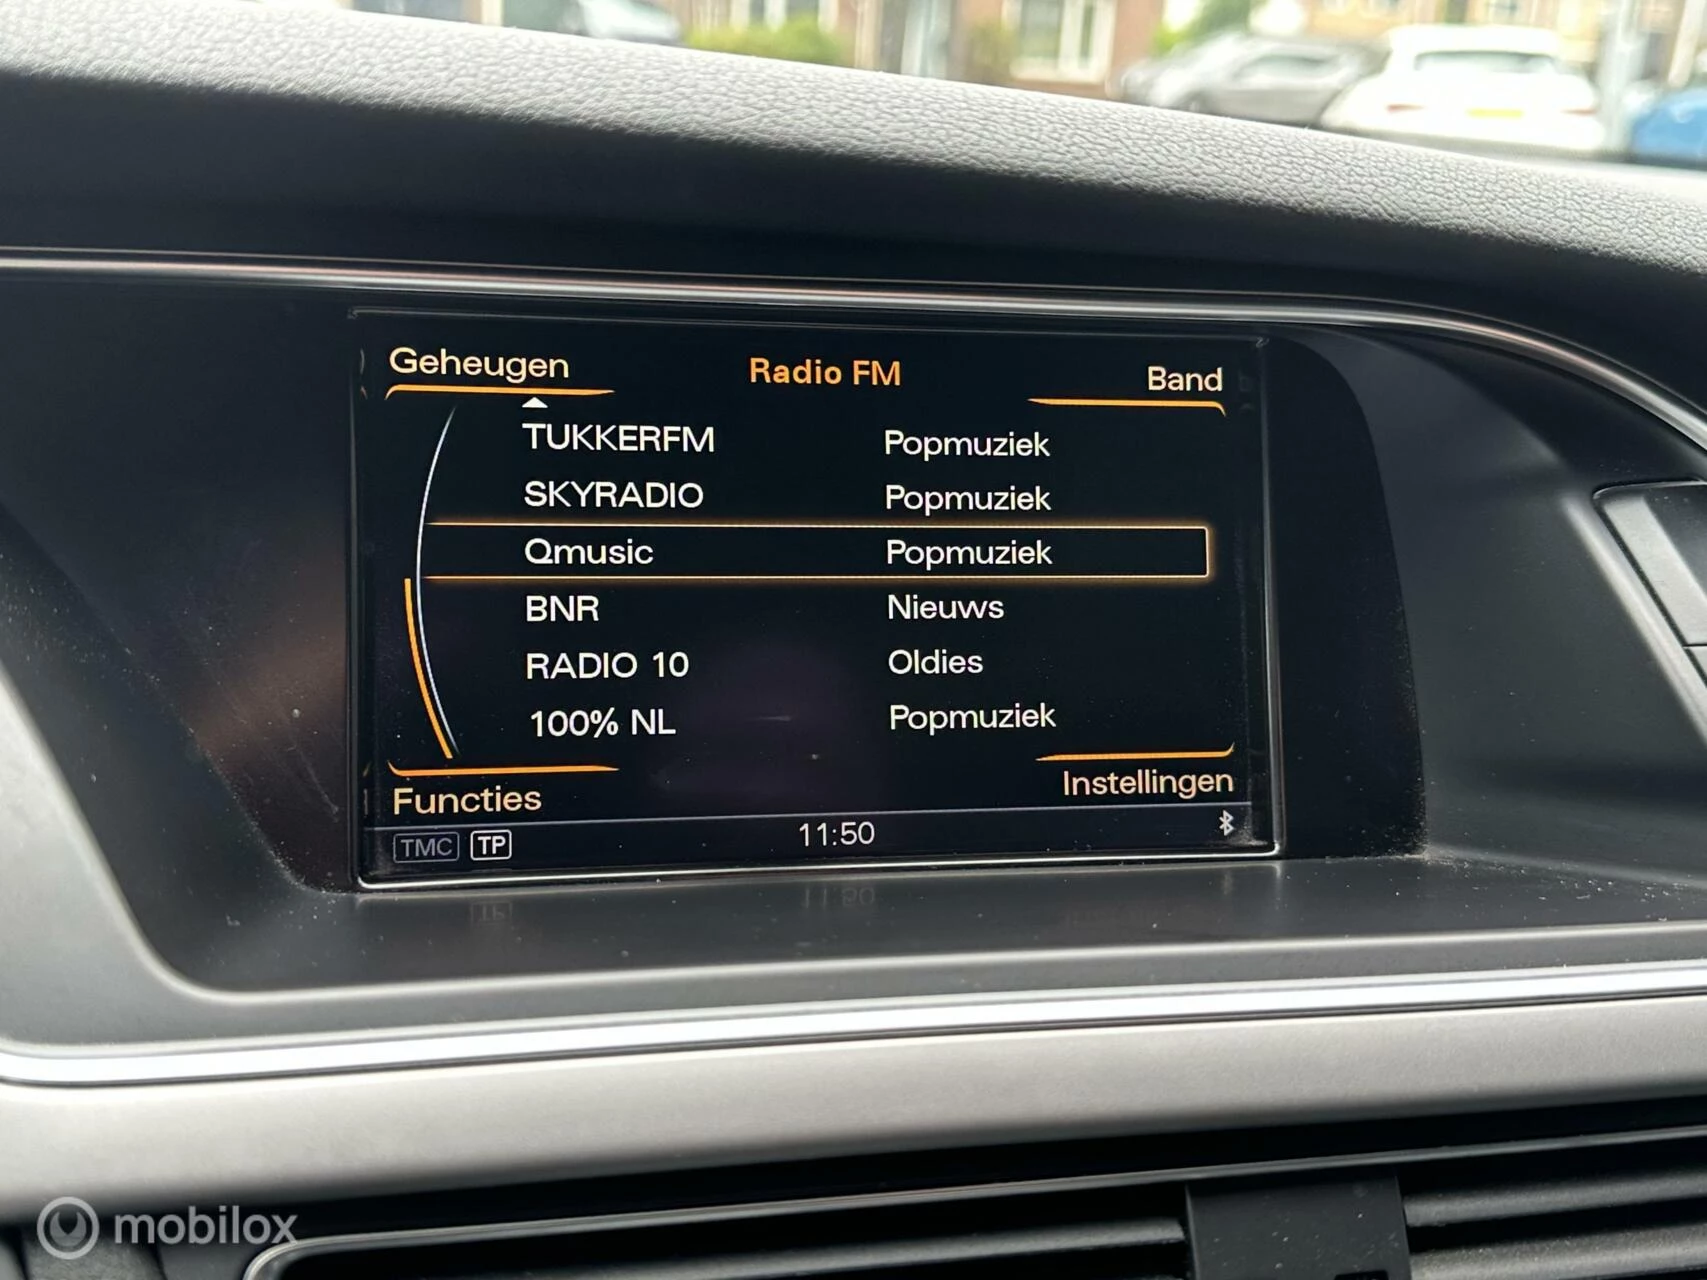 Geheugen Radio FM Band
TUKKERFM Popmuziek
SKYRADIO Popmuziek
Qmusic Popmuziek
BNR Nieuws
RADIO 10 Oldies
100% NL Popmuziek
Functies Instellingen
TMC TP 11:50
mobilox